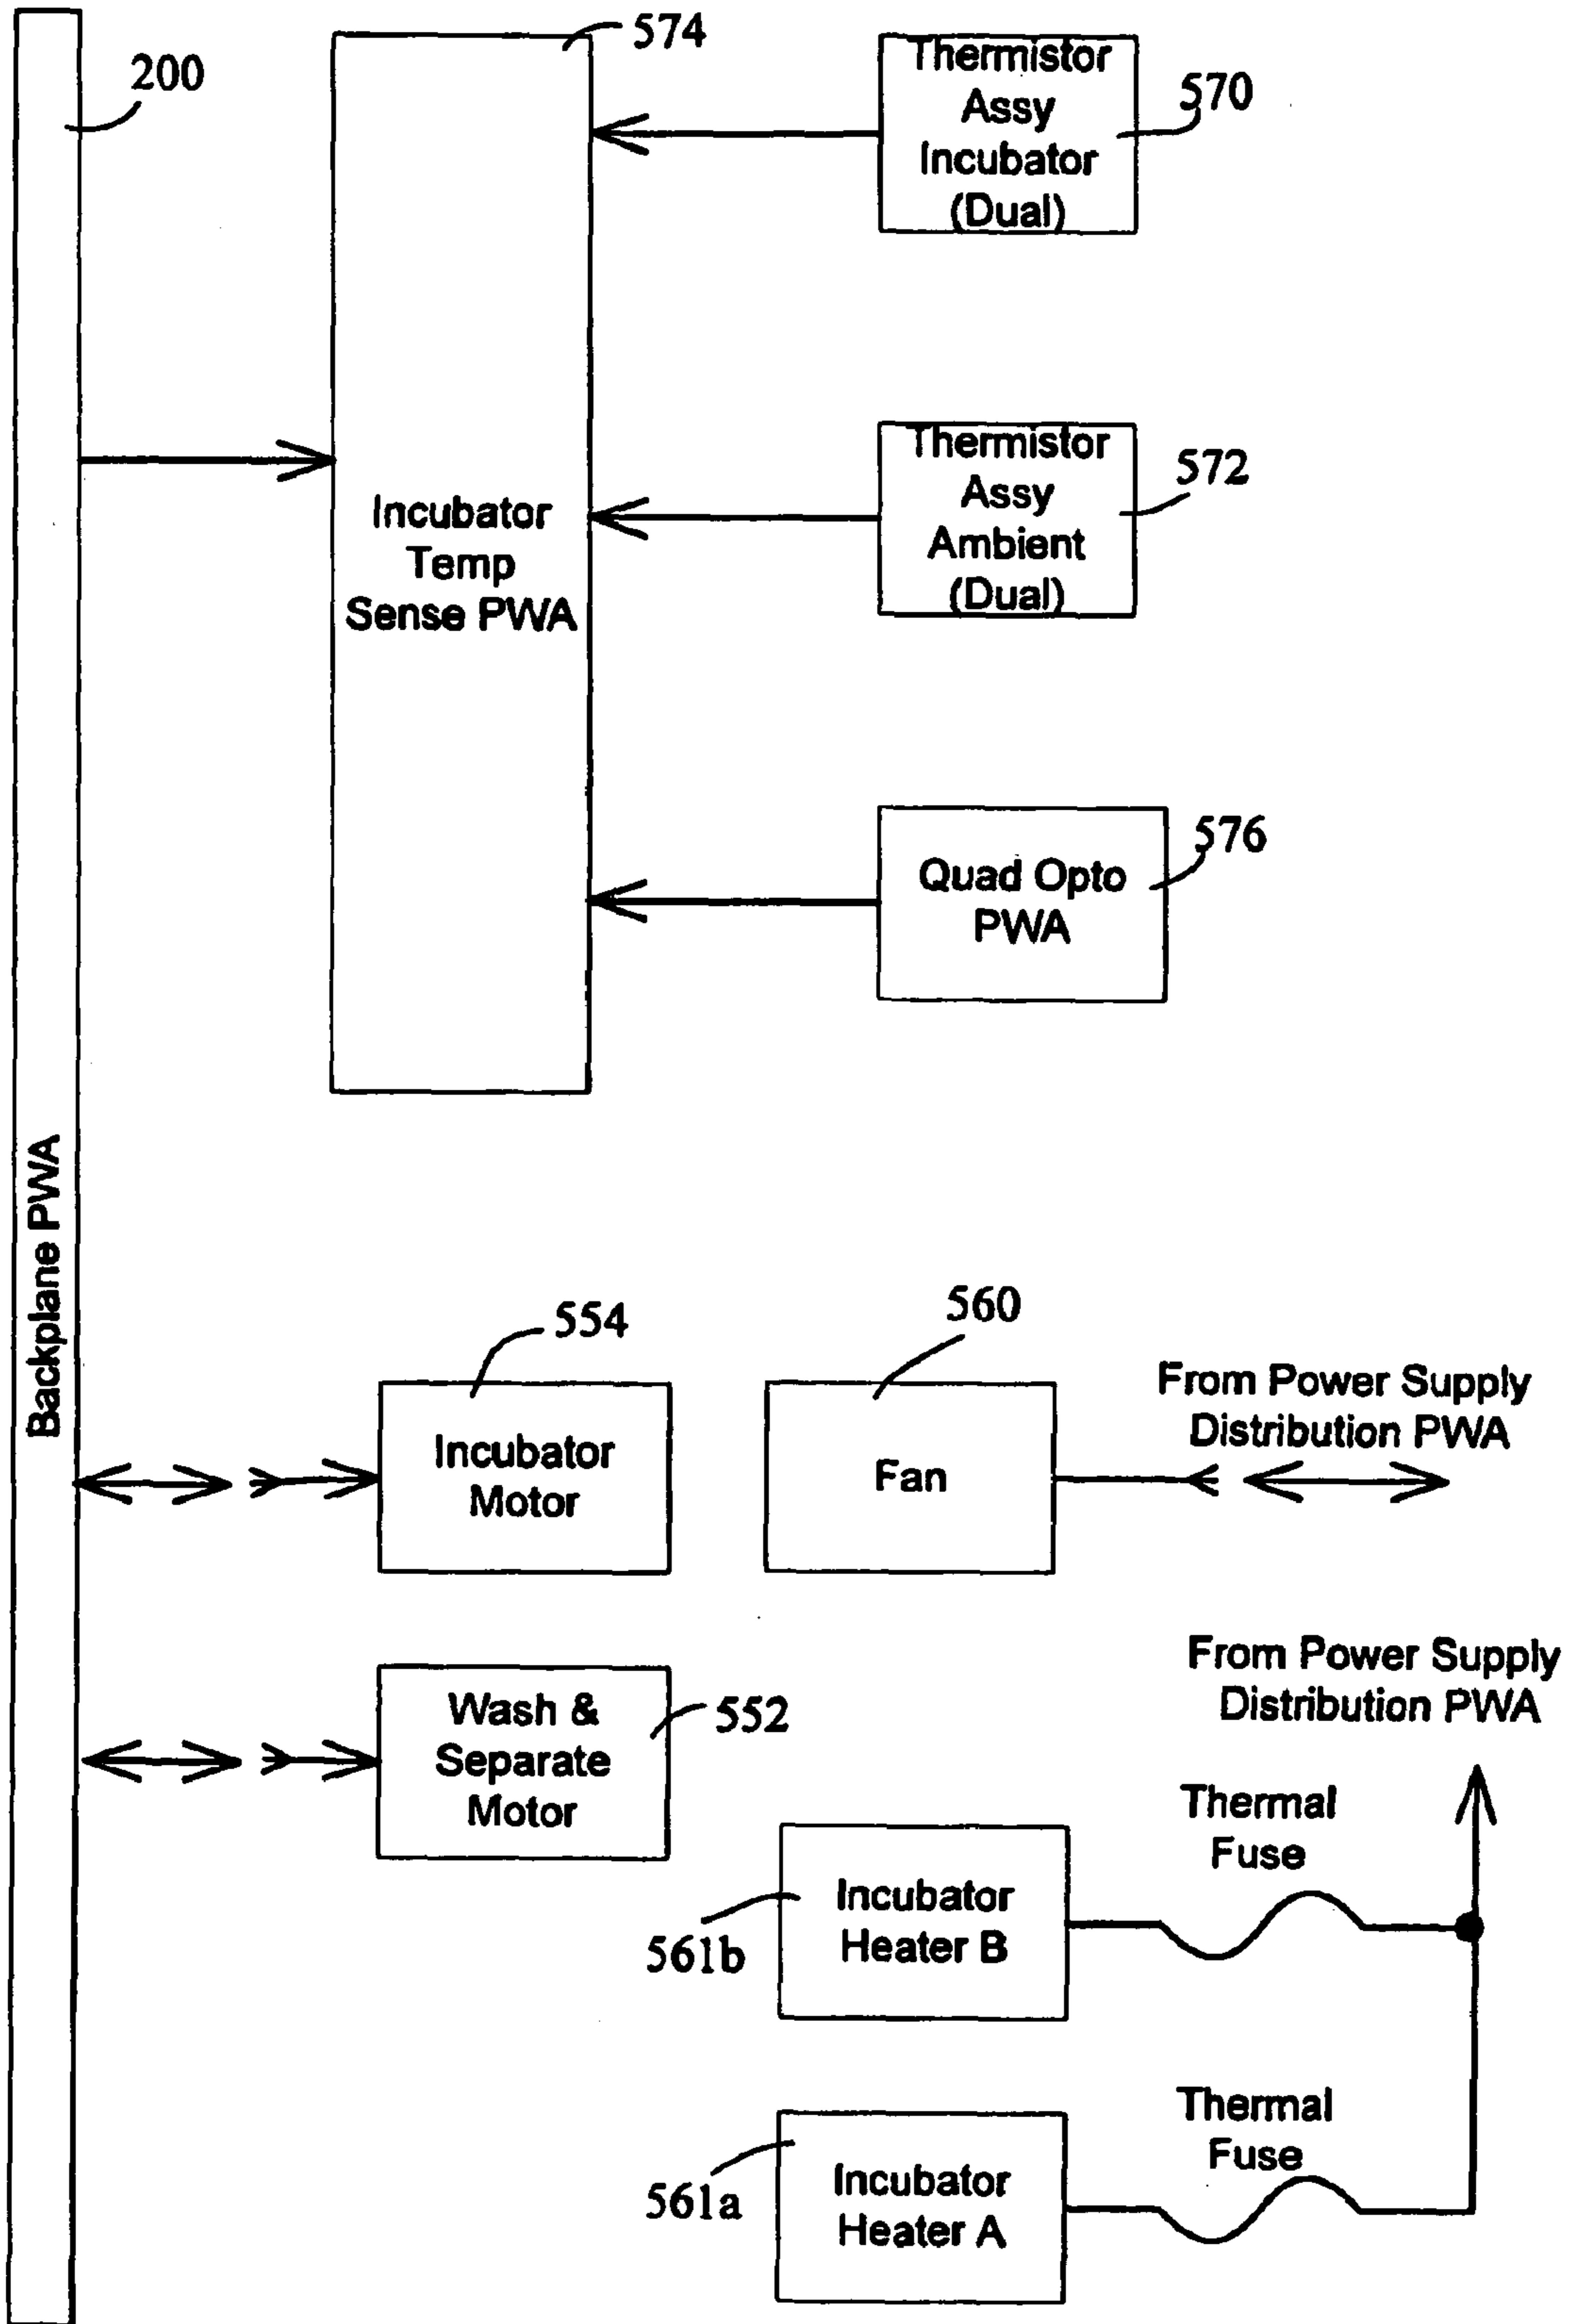 574
200
Thermistor
Assy
Incubator
(Dual)
570
Incubator
Temp
Sense PWA
Thermistor
Assy
Ambient
(Dual)
572
Quad Opto
PWA
576
Backplane PWA
554
Incubator
Motor
560
Fan
From Power Supply
Distribution PWA
Wash &
Separate
Motor
552
From Power Supply
Distribution PWA
Thermal
Fuse
Incubator
Heater B
561b
Thermal
Fuse
Incubator
Heater A
561a